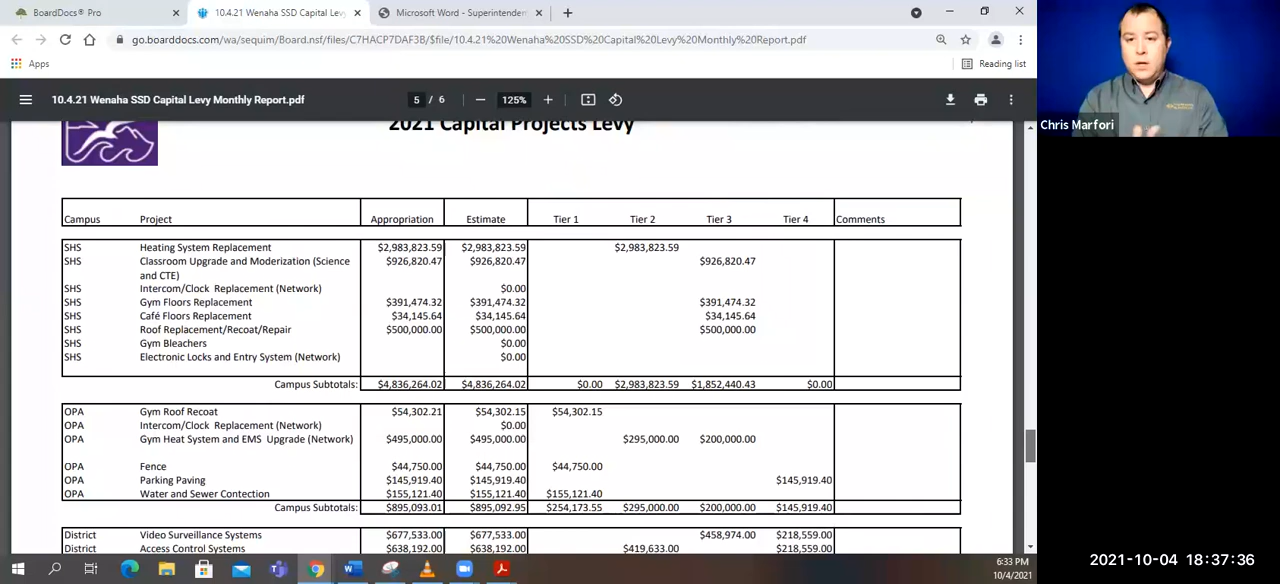 BoardDocs® Pro
10.4.21 Wenaha SSD Capital Lev
Microsoft Word - Superintenden
go.boarddocs.com/wa/sequim/Board.nsf/files/C7HACP7DAF3B/$file/10.4.21%20Wenaha%20SSD%20Capital%20Levy%20Monthly%20Report.pdf
Apps
Reading list
10.4.21 Wenaha SSD Capital Levy Monthly Report.pdf
5 / 6
125%
Chris Marfori
2021 Capital Projects Levy
Campus Project Appropriation Estimate Tier 1 Tier 2 Tier 3 Tier 4 Comments
SHS Heating System Replacement $2,983,823.59 $2,983,823.59 $2,983,823.59
SHS Classroom Upgrade and Moderization (Science $926,820.47 $926,820.47 $926,820.47
and CTE)
SHS Intercom/Clock Replacement (Network) $0.00
SHS Gym Floors Replacement $391,474.32 $391,474.32 $391,474.32
SHS Café Floors Replacement $34,145.64 $34,145.64 $34,145.64
SHS Roof Replacement/Recoat/Repair $500,000.00 $500,000.00 $500,000.00
SHS Gym Bleachers $0.00
SHS Electronic Locks and Entry System (Network) $0.00
Campus Subtotals: $4,836,264.02 $4,836,264.02 $0.00 $2,983,823.59 $1,852,440.43 $0.00
OPA Gym Roof Recoat $54,302.21 $54,302.15 $54,302.15
OPA Intercom/Clock Replacement (Network) $0.00
OPA Gym Heat System and EMS Upgrade (Network) $495,000.00 $495,000.00 $295,000.00 $200,000.00
OPA Fence $44,750.00 $44,750.00 $44,750.00
OPA Parking Paving $145,919.40 $145,919.40 $145,919.40
OPA Water and Sewer Contection $155,121.40 $155,121.40 $155,121.40
Campus Subtotals: $895,093.01 $895,092.95 $254,173.55 $295,000.00 $200,000.00 $145,919.40
District Video Surveillance Systems $677,533.00 $677,533.00 $458,974.00 $218,559.00
District Access Control Systems $638,192.00 $638,192.00 $419,633.00 $218,559.00
6:33 PM
10/4/2021
2021-10-04 18:37:36